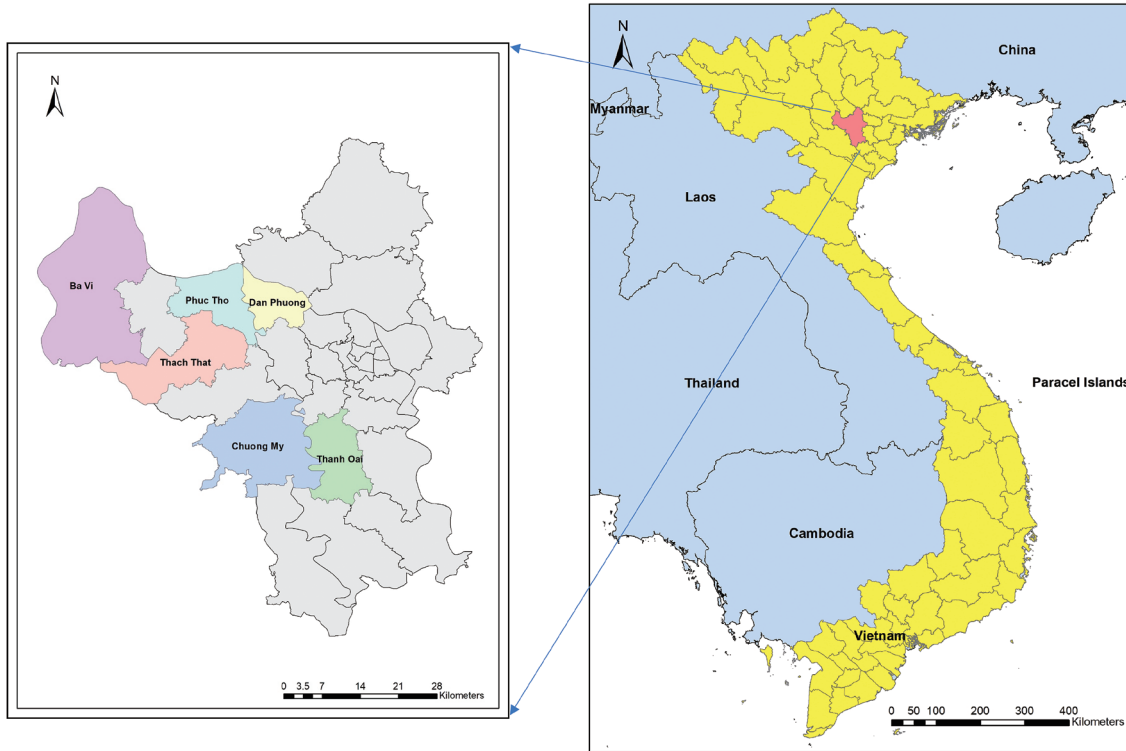 N
Ba Vi
Phuc Tho
Dan Phuong
Thach That
Chuong My
Thanh Oai
0 3.5 7 14 21 28
Kilometers
N
China
Myanmar
Laos
Thailand
Paracel Islands
Cambodia
Vietnam
0 50 100 200 300 400
Kilometers